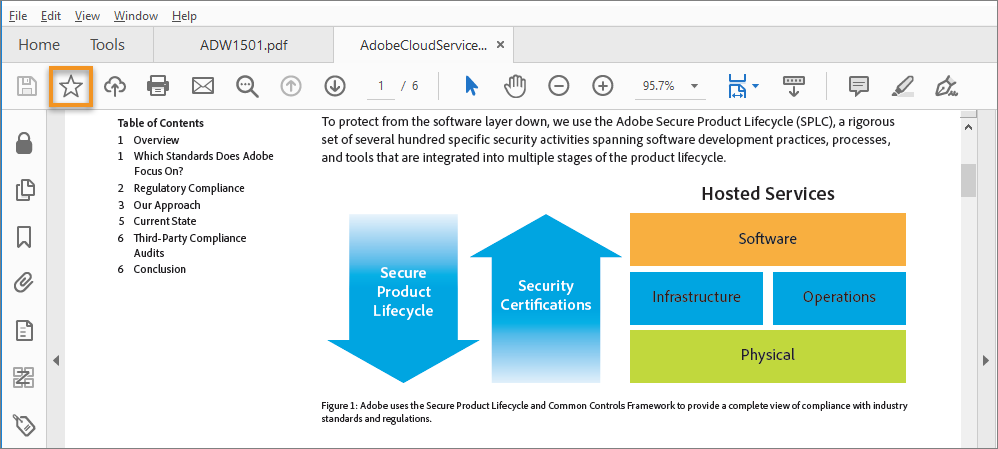 File Edit View Window Help
Home Tools ADW1501.pdf AdobeCloudService... ×
1 / 6 95.7%
Table of Contents
1 Overview
1 Which Standards Does Adobe
Focus On?
2 Regulatory Compliance
3 Our Approach
5 Current State
6 Third-Party Compliance
Audits
6 Conclusion
To protect from the software layer down, we use the Adobe Secure Product Lifecycle (SPLC), a rigorous
set of several hundred specific security activities spanning software development practices, processes,
and tools that are integrated into multiple stages of the product lifecycle.
Secure
Product
Lifecycle
Security
Certifications
Hosted Services
Software
Infrastructure Operations
Physical
Figure 1: Adobe uses the Secure Product Lifecycle and Common Controls Framework to provide a complete view of compliance with industry
standards and regulations.